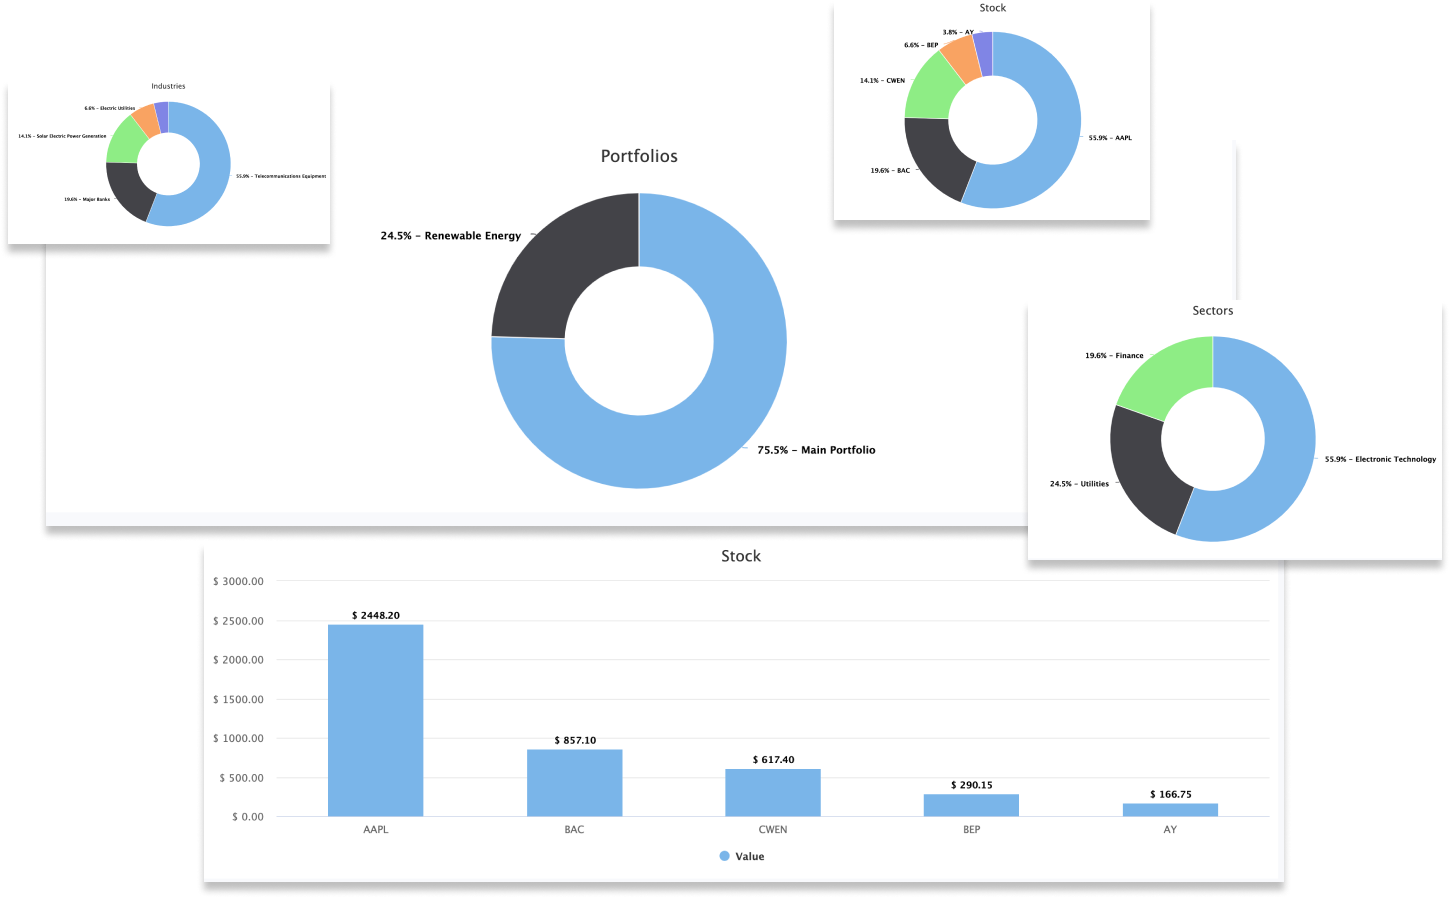 Industries
6.6% - Electric Utilities
14.1% - Solar Electric Power Generation
55.9% - Telecommunications Equipment
19.6% - Major Banks
Portfolios
24.5% - Renewable Energy
75.5% - Main Portfolio
Stock
3.8% - AY
6.6% - BEP
14.1% - CWEN
55.9% - AAPL
19.6% - BAC
Sectors
19.6% - Finance
55.9% - Electronic Technology
24.5% - Utilities
Stock
$ 3000.00
$ 2500.00
$ 2000.00
$ 1500.00
$ 1000.00
$ 500.00
$ 0.00
$ 2448.20
$ 857.10
$ 617.40
$ 290.15
$ 166.75
AAPL BAC CWEN BEP AY
Value